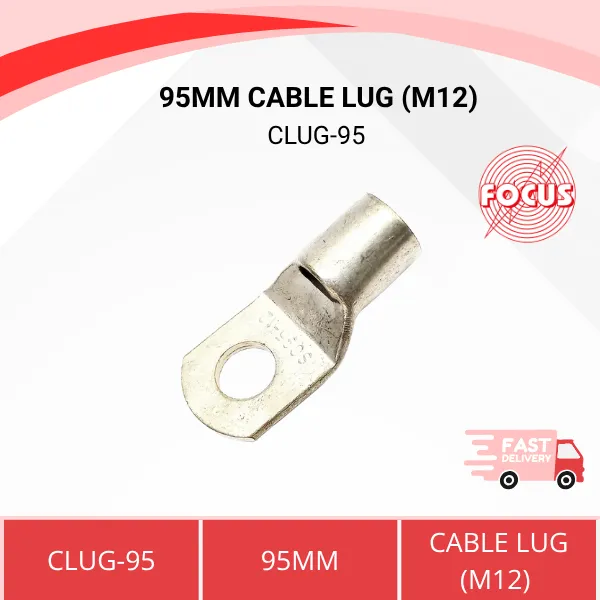 95MM CABLE LUG (M12)
CLUG-95
FOCUS
FAST
DELIVERY
CLUG-95
95MM
CABLE LUG
(M12)